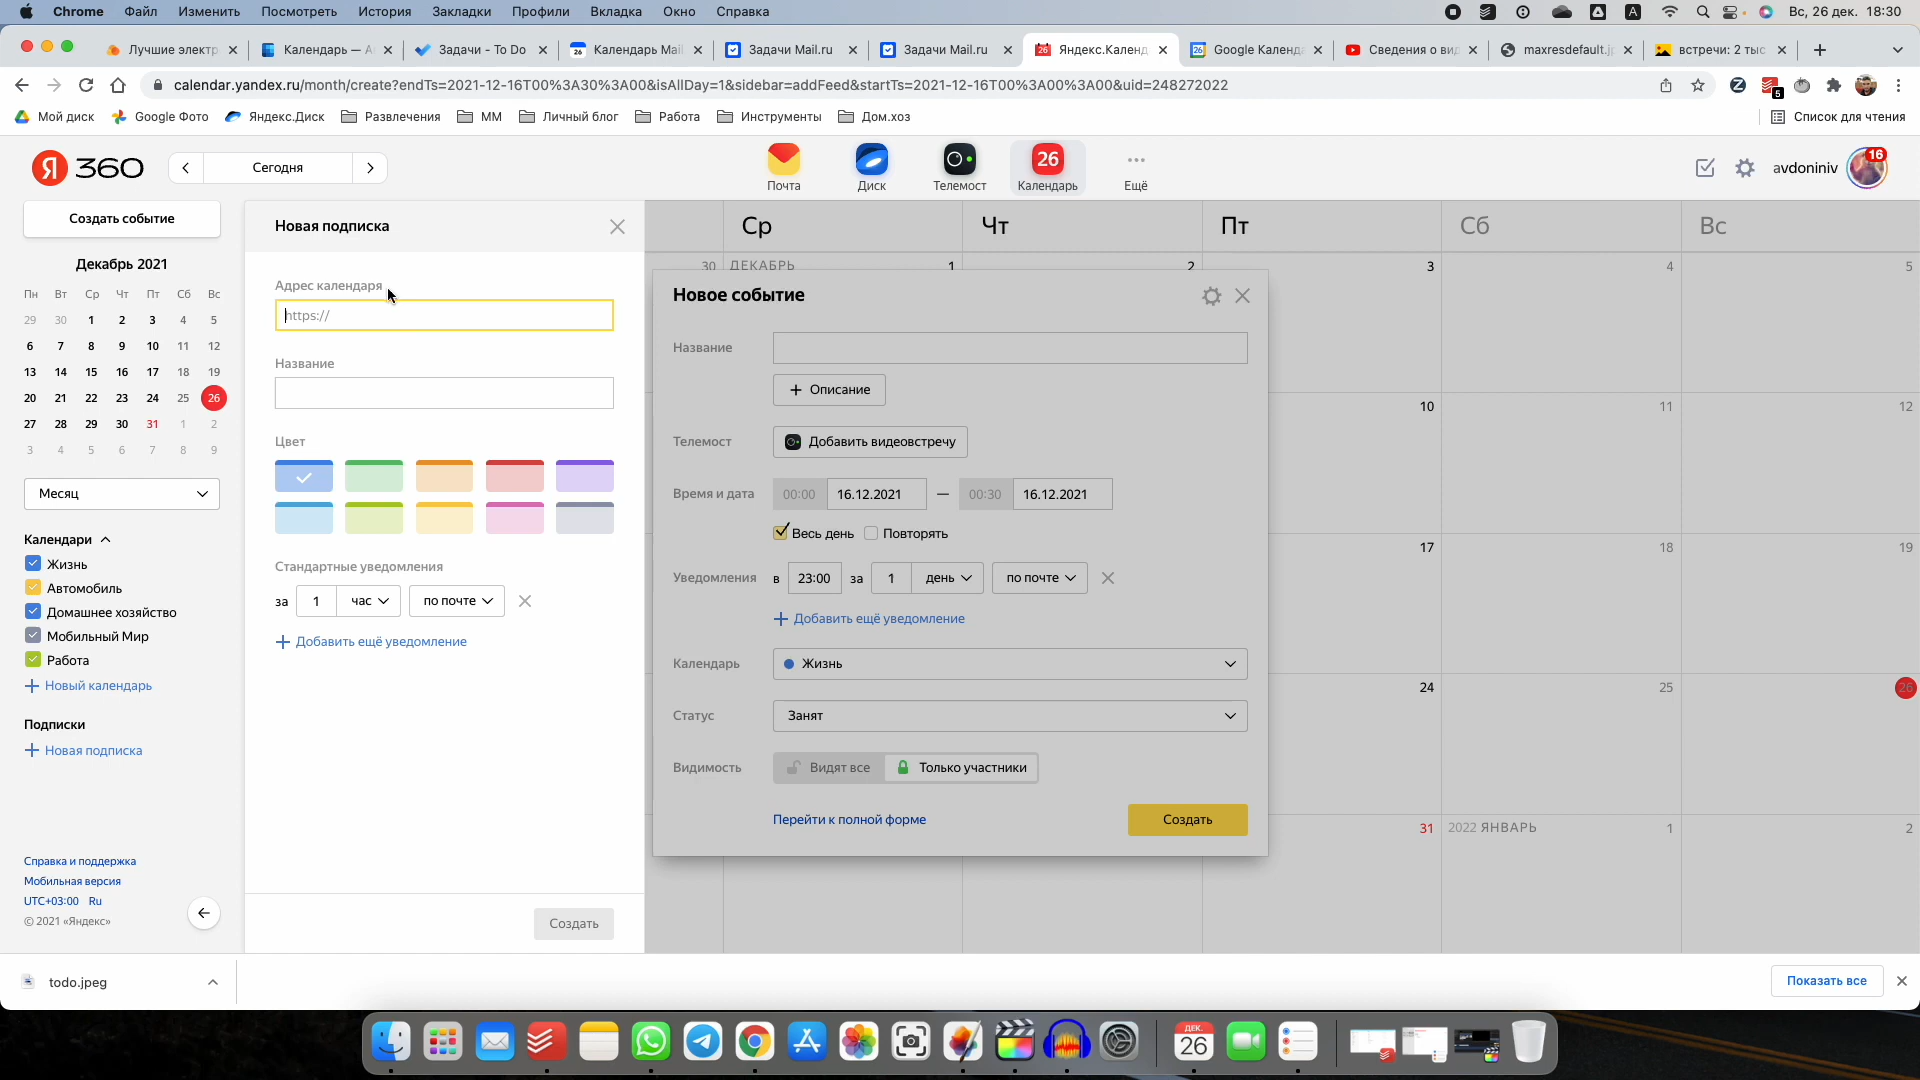 Chrome Файл Изменить Посмотреть История Закладки Профили Вкладка Окно Справка A Вс, 26 дек. 18:30
Лучшие электр Календарь — A Задачи - To Do Календарь Mail Задачи Mail.ru Задачи Mail.ru Яндекс.Календ Google Календа Сведения о вид maxresdefault.j встречи: 2 тыс
calendar.yandex.ru/month/create?endTs=2021-12-16T00%3A30%3A00&isAllDay=1&sidebar=addFeed&startTs=2021-12-16T00%3A00%3A00&uid=248272022 5
Мой диск Google Фото Яндекс.Диск Развлечения ММ Личный блог Работа Инструменты Дом.хоз Список для чтения
Я 360 Сегодня 26 avdoniniv 16
Почта Диск Телемост Календарь Ещё
Создать событие
Декабрь 2021
Пн Вт Ср Чт Пт Сб Вс
29 30 1 2 3 4 5
6 7 8 9 10 11 12
13 14 15 16 17 18 19
20 21 22 23 24 25 26
27 28 29 30 31 1 2
3 4 5 6 7 8 9
Месяц
Календари
Жизнь
Автомобиль
Домашнее хозяйство
Мобильный Мир
Работа
Новый календарь
Подписки
Новая подписка
Справка и поддержка
Мобильная версия
UTC+03:00 Ru
© 2021 «Яндекс»
Новая подписка
Адрес календаря
https://
Название
Цвет
Стандартные уведомления
за 1 час по почте
Добавить ещё уведомление
Создать
Ср Чт Пт Сб Вс
30 ДЕКАБРЬ 1 2 3 4 5
10 11 12
17 18 19
24 25 26
31 2022 ЯНВАРЬ 1 2
Новое событие
Название
Описание
Телемост Добавить видеовстречу
Время и дата 00:00 16.12.2021 — 00:30 16.12.2021
Весь день Повторять
Уведомления в 23:00 за 1 день по почте
Добавить ещё уведомление
Календарь Жизнь
Статус Занят
Видимость Видят все Только участники
Перейти к полной форме Создать
todo.jpeg Показать все
ДЕК.
26